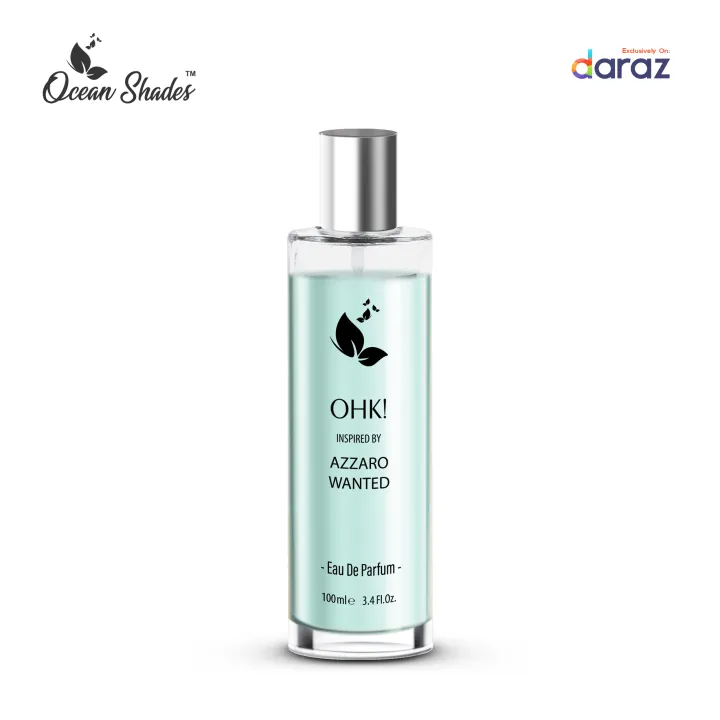 Ocean Shades™
Exclusively On:
daraz
OHK!
INSPIRED BY
AZZARO
WANTED
- Eau De Parfum -
100ml℮ 3.4 Fl.Oz.